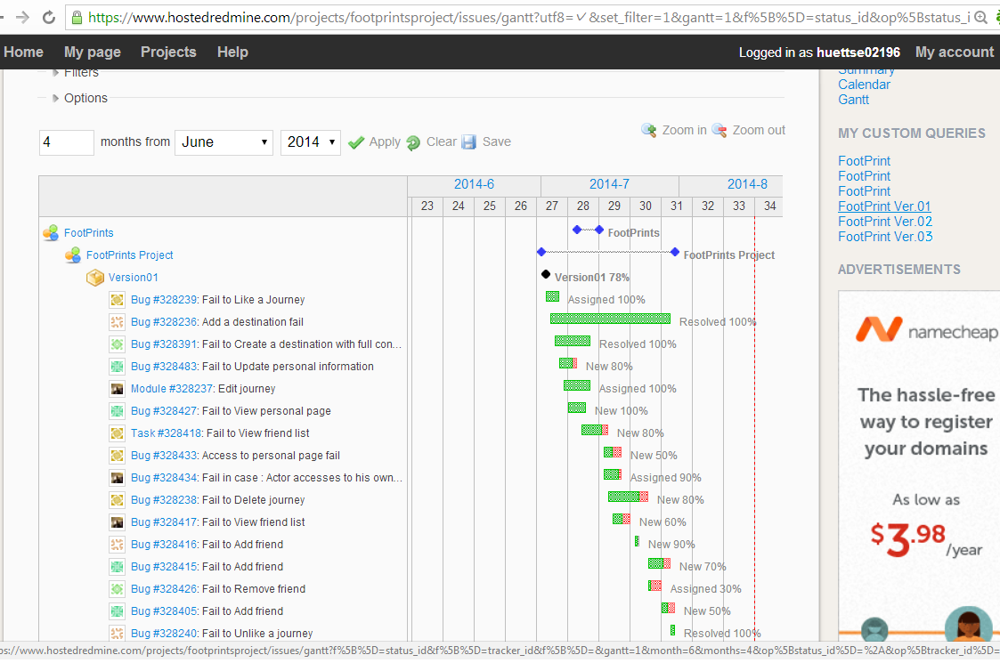 https://www.hostedredmine.com/projects/footprintsproject/issues/gantt?utf8=✓&set_filter=1&gantt=1&f%5B%5D=status_id&op%5Bstatus_i
Home My page Projects Help Logged in as huettse02196 My account
Filters
Options
4 months from June 2014 Apply Clear Save
Zoom in Zoom out
2014-6 2014-7 2014-8
23 24 25 26 27 28 29 30 31 32 33 34
FootPrints FootPrints
FootPrints Project FootPrints Project
Version01 Version01 78%
Bug #328239: Fail to Like a Journey Assigned 100%
Bug #328236: Add a destination fail Resolved 100%
Bug #328391: Fail to Create a destination with full con... Resolved 100%
Bug #328483: Fail to Update personal information New 80%
Module #328237: Edit journey Assigned 100%
Bug #328427: Fail to View personal page New 100%
Task #328418: Fail to View friend list New 80%
Bug #328433: Access to personal page fail New 50%
Bug #328434: Fail in case : Actor accesses to his own... Assigned 90%
Bug #328238: Fail to Delete journey New 80%
Bug #328417: Fail to View friend list New 60%
Bug #328416: Fail to Add friend New 90%
Bug #328415: Fail to Add friend New 70%
Bug #328426: Fail to Remove friend Assigned 30%
Bug #328405: Fail to Add friend New 50%
Bug #328240: Fail to Unlike a journey Resolved 100%
Summary
Calendar
Gantt
MY CUSTOM QUERIES
FootPrint
FootPrint
FootPrint
FootPrint Ver.01
FootPrint Ver.02
FootPrint Ver.03
ADVERTISEMENTS
namecheap
The hassle-free
way to register
your domains
As low as
$3.98/year
ps://www.hostedredmine.com/projects/footprintsproject/issues/gantt?f%5B%5D=status_id&f%5B%5D=tracker_id&f%5B%5D=&gantt=1&month=6&months=4&op%5Bstatus_id%5D=%2A&op%5Btracker_id%5D=